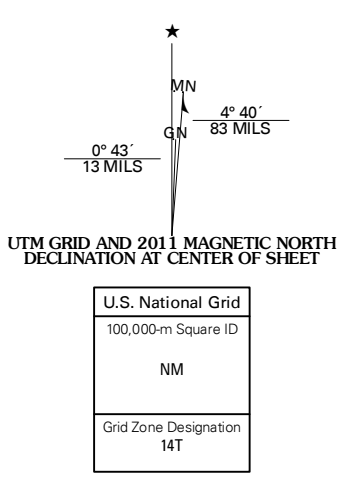 ★
MN
GN
4° 40´
83 MILS
0° 43´
13 MILS
UTM GRID AND 2011 MAGNETIC NORTH
DECLINATION AT CENTER OF SHEET
U.S. National Grid
100,000-m Square ID
NM
Grid Zone Designation
14T